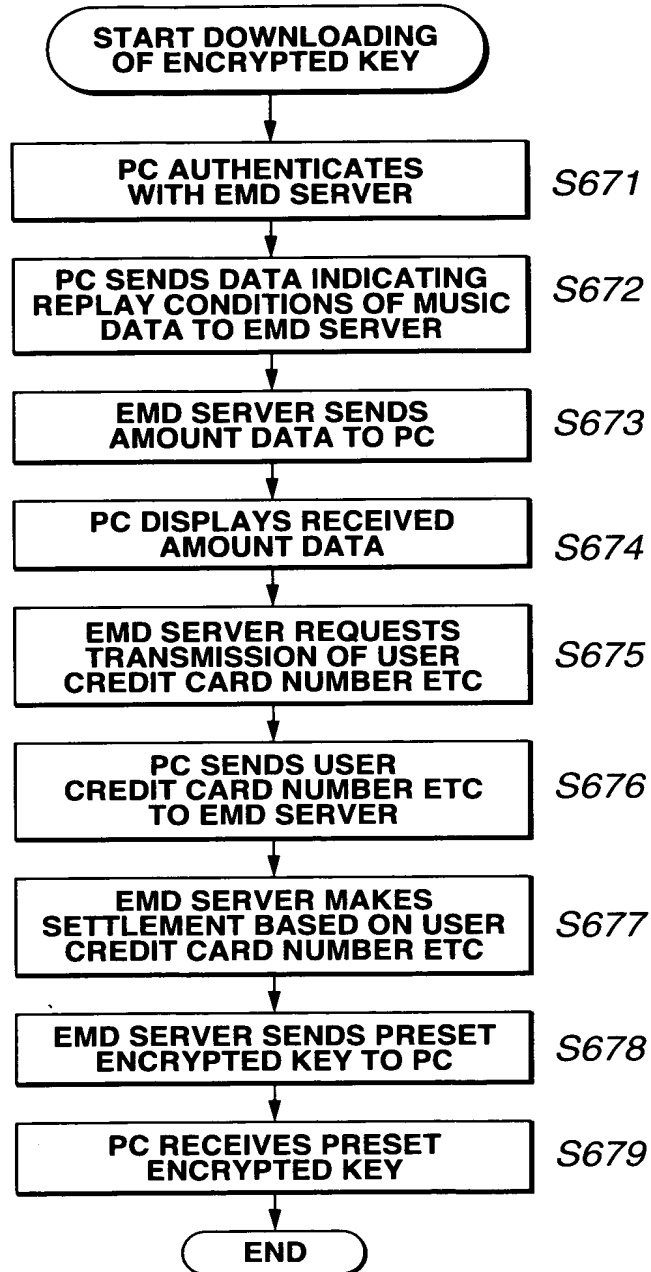 START DOWNLOADING
OF ENCRYPTED KEY
PC AUTHENTICATES
WITH EMD SERVER
S671
PC SENDS DATA INDICATING
REPLAY CONDITIONS OF MUSIC
DATA TO EMD SERVER
S672
EMD SERVER SENDS
AMOUNT DATA TO PC
S673
PC DISPLAYS RECEIVED
AMOUNT DATA
S674
EMD SERVER REQUESTS
TRANSMISSION OF USER
CREDIT CARD NUMBER ETC
S675
PC SENDS USER
CREDIT CARD NUMBER ETC
TO EMD SERVER
S676
EMD SERVER MAKES
SETTLEMENT BASED ON USER
CREDIT CARD NUMBER ETC
S677
EMD SERVER SENDS PRESET
ENCRYPTED KEY TO PC
S678
PC RECEIVES PRESET
ENCRYPTED KEY
S679
END